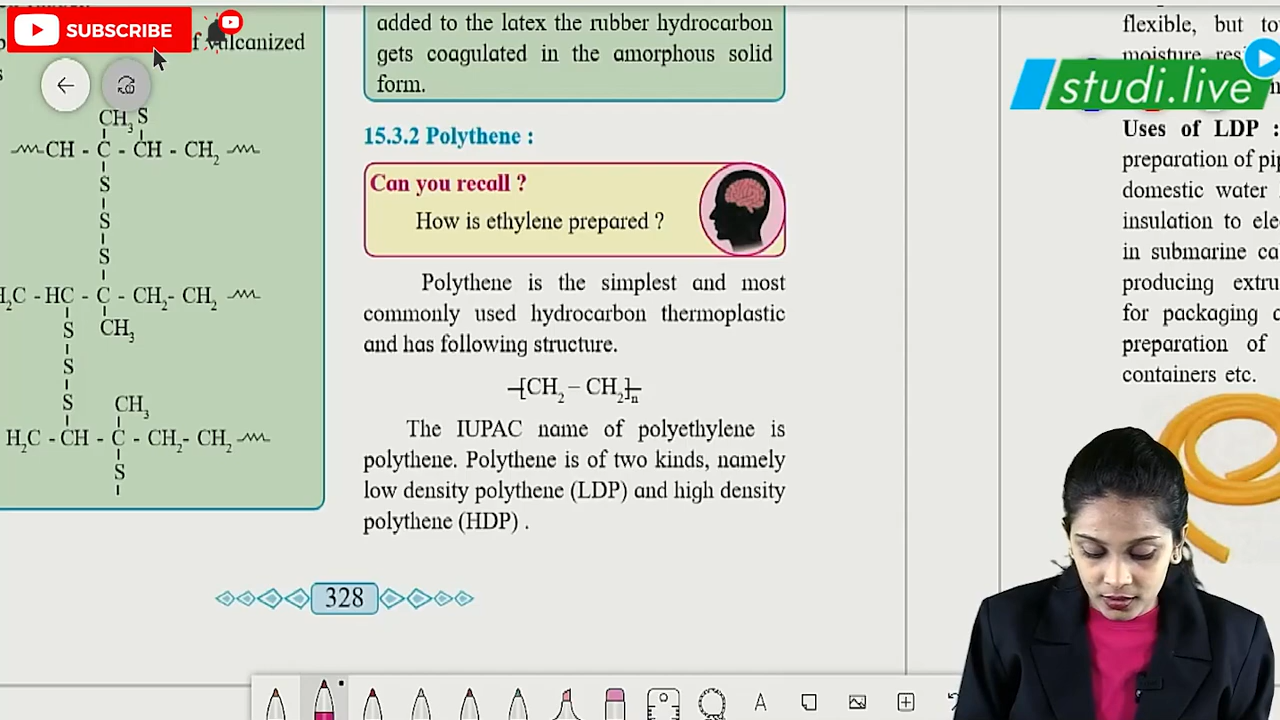 SUBSCRIBE
studi.live
vulcanized
CH3 S
CH - C - CH - CH2
S
S
S
H2C - HC - C - CH2- CH2
S CH3
S
S CH3
H2C - CH - C - CH2- CH2
S
added to the latex the rubber hydrocarbon
gets coagulated in the amorphous solid
form.
15.3.2 Polythene :
Can you recall ?
How is ethylene prepared ?
Polythene is the simplest and most
commonly used hydrocarbon thermoplastic
and has following structure.
-[CH2 – CH2]-n
The IUPAC name of polyethylene is
polythene. Polythene is of two kinds, namely
low density polythene (LDP) and high density
polythene (HDP) .
328
flexible, but
moisture
Uses of LDP :
preparation of
domestic water
insulation to
in submarine
producing
for packaging
preparation of
containers etc.
A